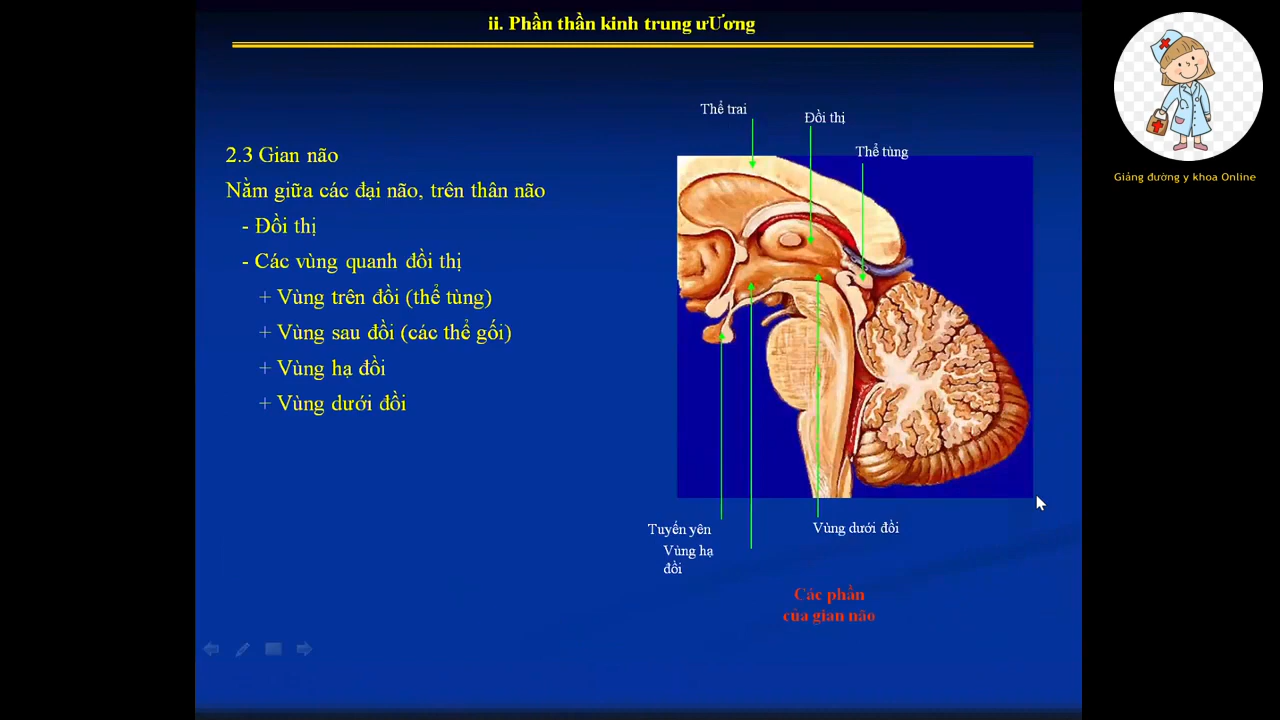 ii. Phần thần kinh trung ưƯơng
2.3 Gian não
Nằm giữa các đại não, trên thân não
- Đồi thị
- Các vùng quanh đồi thị
+ Vùng trên đồi (thể tùng)
+ Vùng sau đồi (các thể gối)
+ Vùng hạ đồi
+ Vùng dưới đồi
Thể trai
Đồi thị
Thể tùng
Tuyến yên
Vùng hạ
đồi
Vùng dưới đồi
Các phần
của gian não
Giảng đường y khoa Online